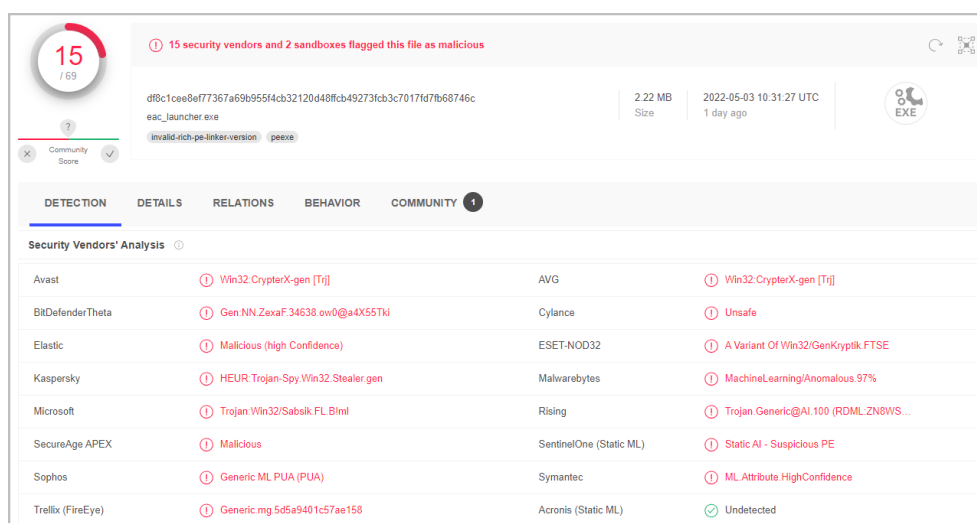 15
/ 69
15 security vendors and 2 sandboxes flagged this file as malicious
df8c1cee8ef77367a69b955f4cb32120d48ffcb49273fcb3c7017fd7fb68746c
eac_launcher.exe
invalid-rich-pe-linker-version peexe
2.22 MB
Size
2022-05-03 10:31:27 UTC
1 day ago
EXE
?
Community
Score
DETECTION DETAILS RELATIONS BEHAVIOR COMMUNITY 1
Security Vendors' Analysis
Avast Win32:CrypterX-gen [Trj] AVG Win32:CrypterX-gen [Trj]
BitDefenderTheta Gen:NN.ZexaF.34638.ow0@a4X55Tki Cylance Unsafe
Elastic Malicious (high Confidence) ESET-NOD32 A Variant Of Win32/GenKryptik.FTSE
Kaspersky HEUR:Trojan-Spy.Win32.Stealer.gen Malwarebytes MachineLearning/Anomalous.97%
Microsoft Trojan:Win32/Sabsik.FL.B!ml Rising Trojan.Generic@AI.100 (RDML:ZN8WS...
SecureAge APEX Malicious SentinelOne (Static ML) Static AI - Suspicious PE
Sophos Generic ML PUA (PUA) Symantec ML.Attribute.HighConfidence
Trellix (FireEye) Generic.mg.5d5a9401c57ae158 Acronis (Static ML) Undetected